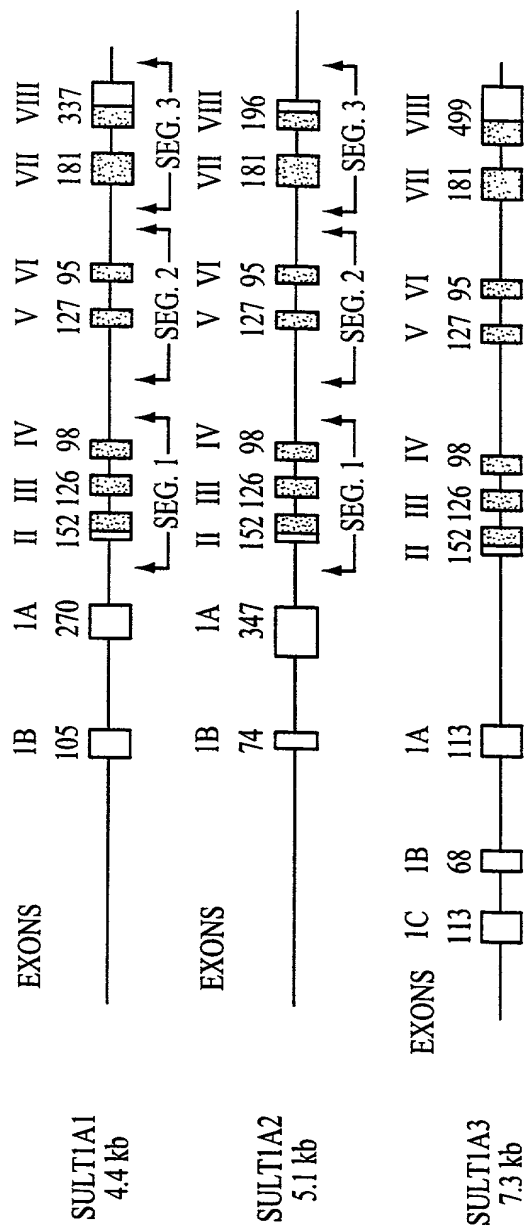 EXONS 1B 1A II III IV V VI VII VIII
105 270 152 126 98 127 95 181 337
SULT1A1
4.4 kb
SEG. 1 SEG. 2 SEG. 3
EXONS 1B 1A II III IV V VI VII VIII
74 347 152 126 98 127 95 181 196
SULT1A2
5.1 kb
SEG. 1 SEG. 2 SEG. 3
EXONS 1C 1B 1A II III IV V VI VII VIII
113 68 113 152 126 98 127 95 181 499
SULT1A3
7.3 kb